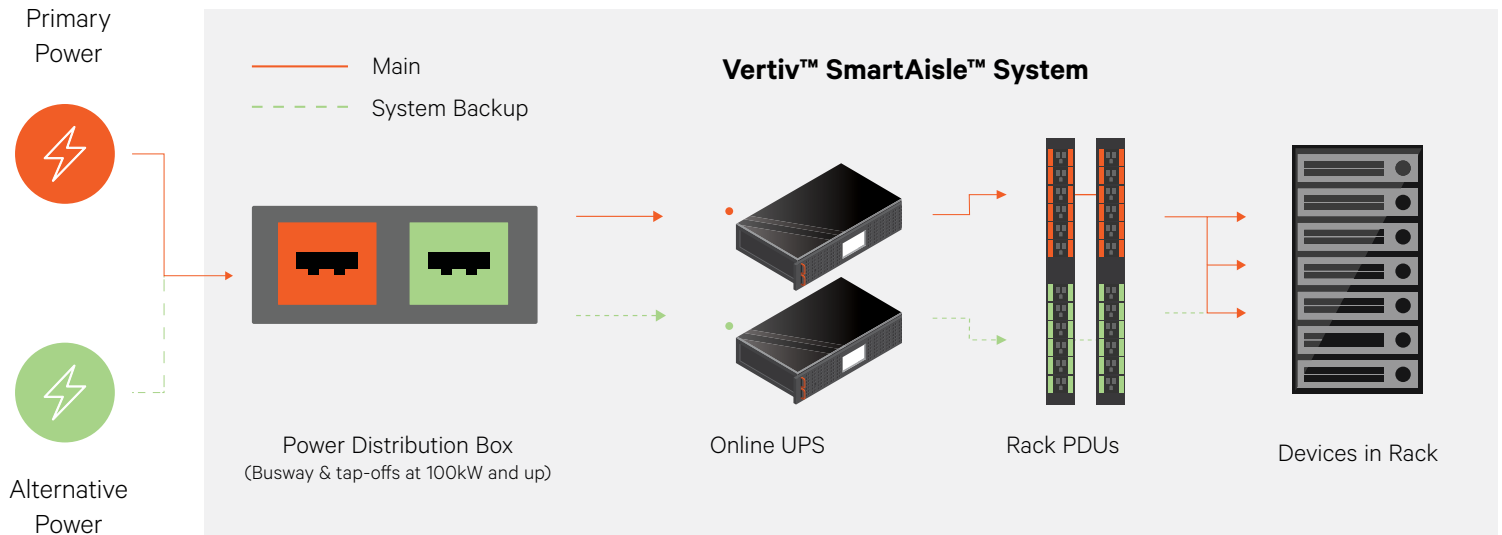 Primary
Power
Main
Vertiv™ SmartAisle™ System
System Backup
Power Distribution Box
(Busway & tap-offs at 100kW and up)
Online UPS
Rack PDUs
Devices in Rack
Alternative
Power